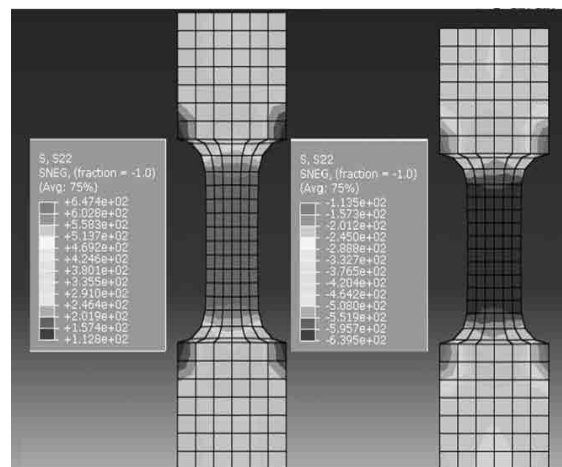 S, S22
SNEG, (fraction = -1.0)
(Avg: 75%)
+6.474e+02
+6.028e+02
+5.583e+02
+5.137e+02
+4.692e+02
+4.246e+02
+3.801e+02
+3.355e+02
+2.910e+02
+2.464e+02
+2.019e+02
+1.574e+02
+1.128e+02
S, S22
SNEG, (fraction = -1.0)
(Avg: 75%)
-1.135e+02
-1.573e+02
-2.012e+02
-2.450e+02
-2.888e+02
-3.327e+02
-3.765e+02
-4.204e+02
-4.642e+02
-5.080e+02
-5.519e+02
-5.957e+02
-6.395e+02